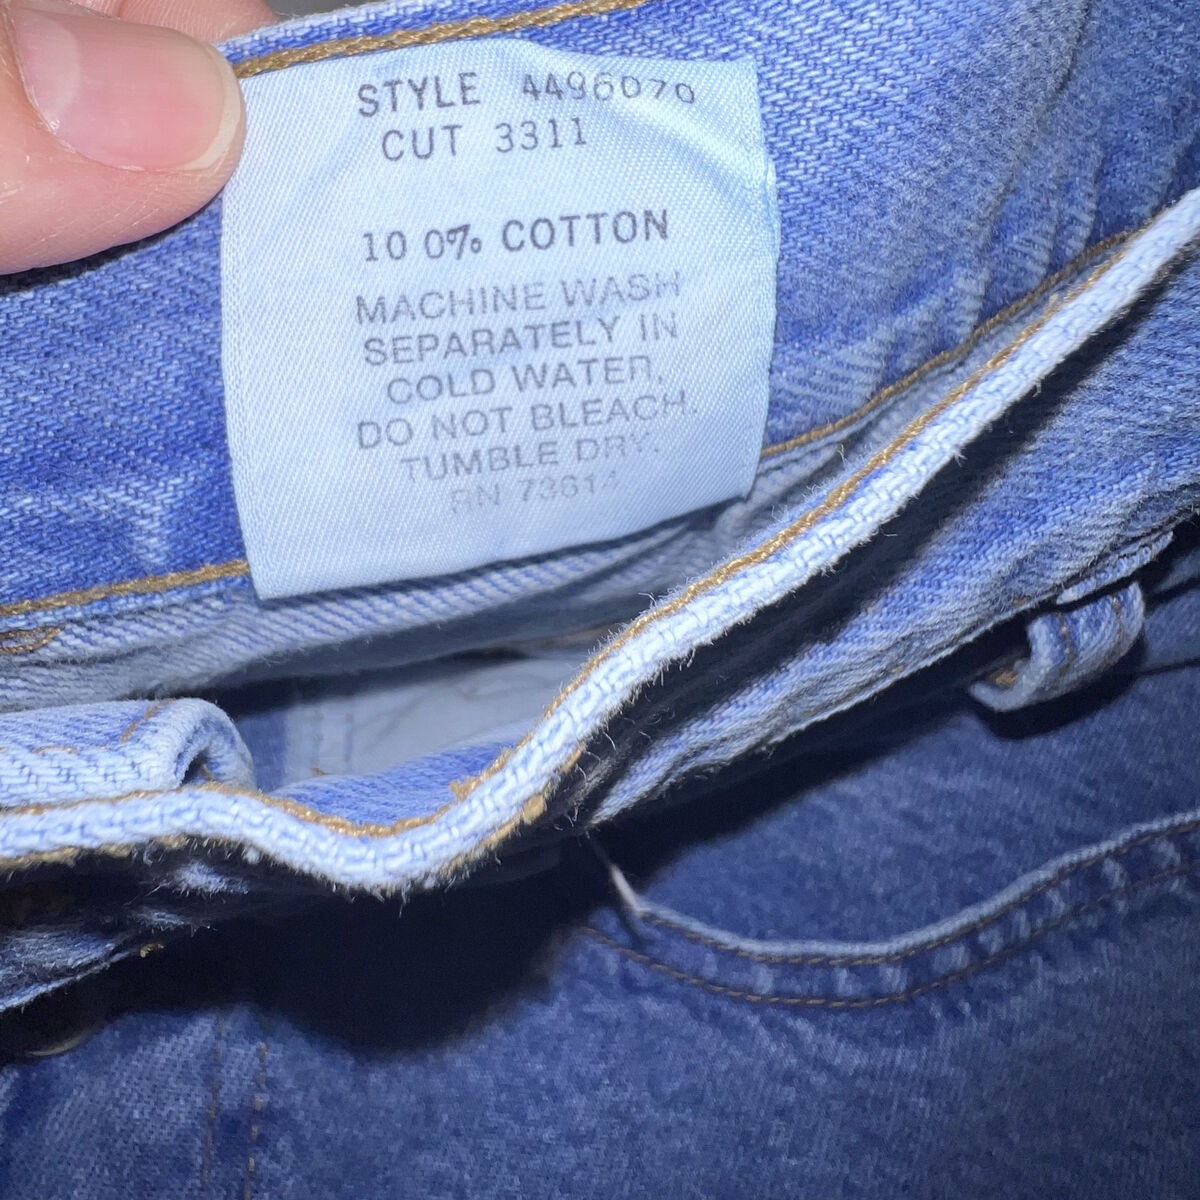 STYLE 4496070
CUT 3311
10 0% COTTON
MACHINE WASH
SEPARATELY IN
COLD WATER.
DO NOT BLEACH.
TUMBLE DRY.
RN 73614